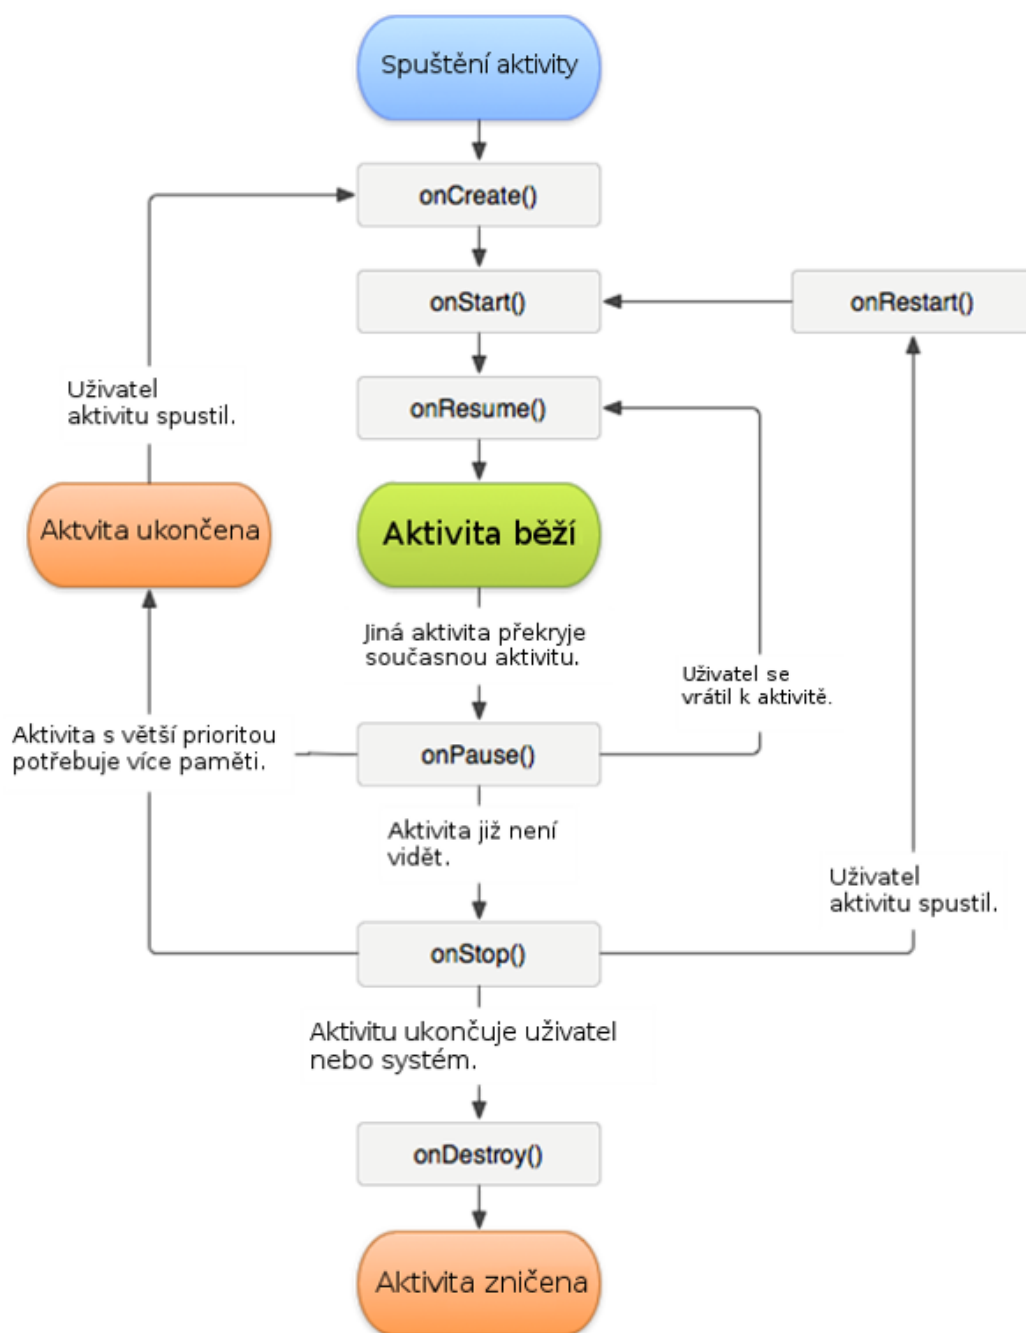 Spuštění aktivity
onCreate()
onStart()
onRestart()
Uživatel
aktivitu spustil.
onResume()
Aktvita ukončena
Aktivita běží
Jiná aktivita překryje
současnou aktivitu.
Uživatel se
vrátil k aktivitě.
Aktivita s větší prioritou
potřebuje více paměti.
onPause()
Aktivita již není
vidět.
Uživatel
aktivitu spustil.
onStop()
Aktivitu ukončuje uživatel
nebo systém.
onDestroy()
Aktivita zničena